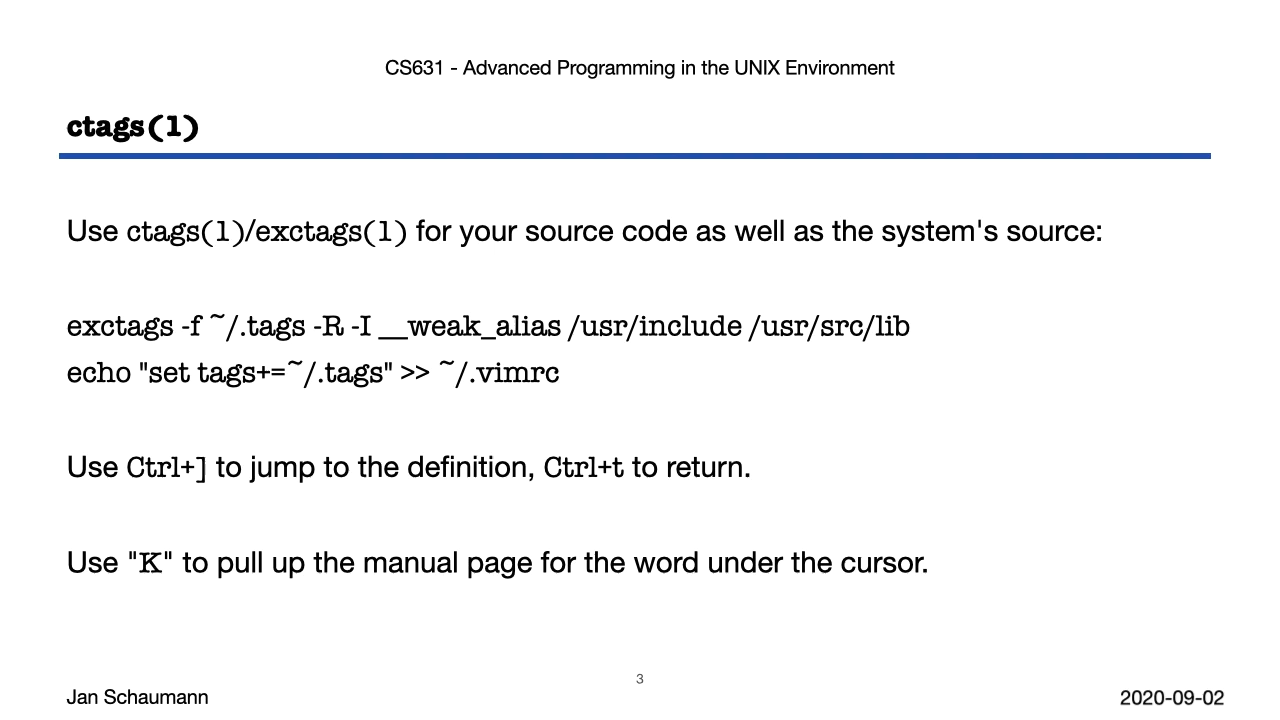 CS631 - Advanced Programming in the UNIX Environment
ctags(1)
Use ctags(1)/exctags(1) for your source code as well as the system's source:
exctags -f ~/.tags -R -I __weak_alias /usr/include /usr/src/lib
echo "set tags+=~/.tags" >> ~/.vimrc
Use Ctrl+] to jump to the definition, Ctrl+t to return.
Use "K" to pull up the manual page for the word under the cursor.
3
Jan Schaumann
2020-09-02